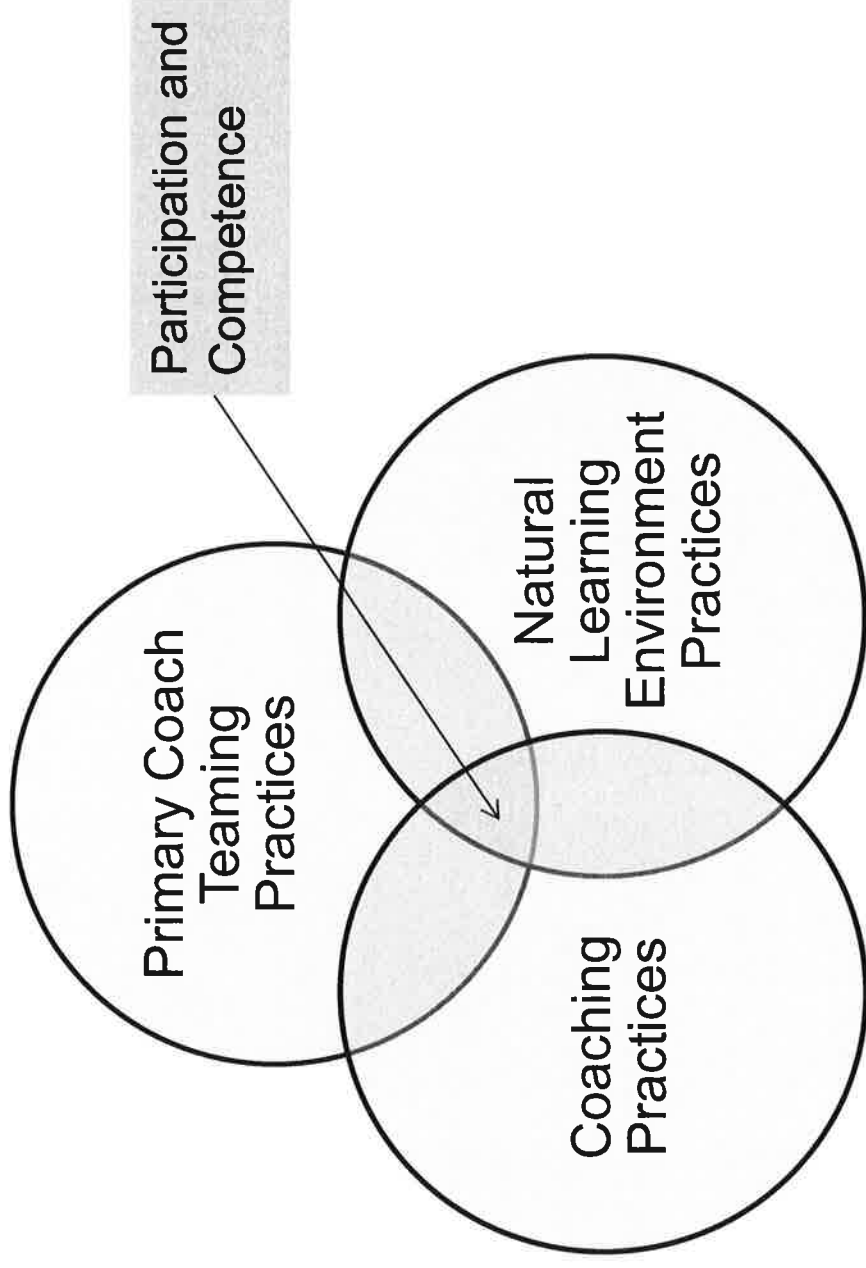 Primary Coach
Teaming
Practices
Participation and
Competence
Coaching
Practices
Natural
Learning
Environment
Practices